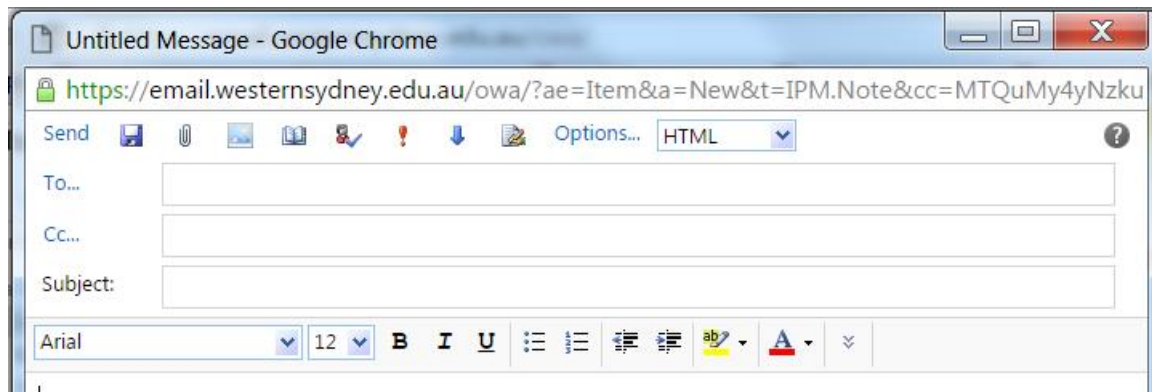 Untitled Message - Google Chrome
https://email.westernsydney.edu.au/owa/?ae=Item&a=New&t=IPM.Note&cc=MTQuMy4yNzku
Send Options... HTML
To...
Cc...
Subject:
Arial 12 B I U ab A